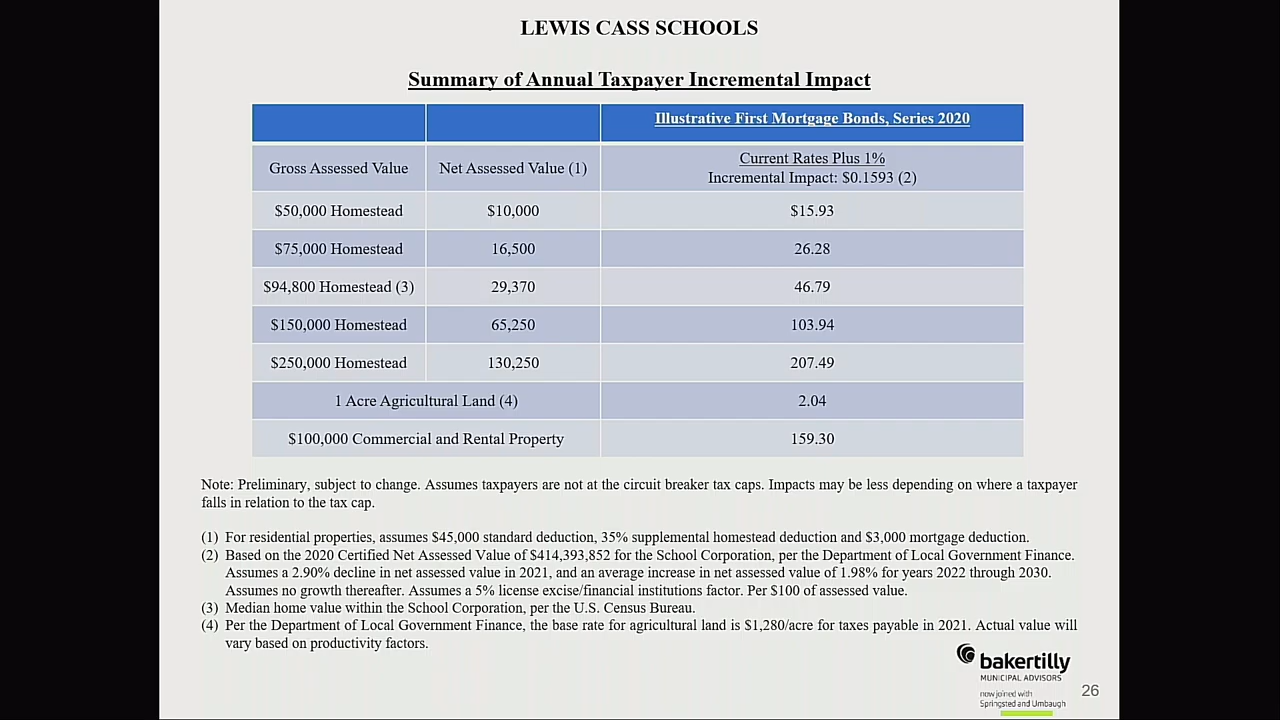 LEWIS CASS SCHOOLS
Summary of Annual Taxpayer Incremental Impact
Illustrative First Mortgage Bonds, Series 2020
Gross Assessed Value Net Assessed Value (1) Current Rates Plus 1%
Incremental Impact: $0.1593 (2)
$50,000 Homestead $10,000 $15.93
$75,000 Homestead 16,500 26.28
$94,800 Homestead (3) 29,370 46.79
$150,000 Homestead 65,250 103.94
$250,000 Homestead 130,250 207.49
1 Acre Agricultural Land (4) 2.04
$100,000 Commercial and Rental Property 159.30
Note: Preliminary, subject to change. Assumes taxpayers are not at the circuit breaker tax caps. Impacts may be less depending on where a taxpayer
falls in relation to the tax cap.
(1) For residential properties, assumes $45,000 standard deduction, 35% supplemental homestead deduction and $3,000 mortgage deduction.
(2) Based on the 2020 Certified Net Assessed Value of $414,393,852 for the School Corporation, per the Department of Local Government Finance.
Assumes a 2.90% decline in net assessed value in 2021, and an average increase in net assessed value of 1.98% for years 2022 through 2030.
Assumes no growth thereafter. Assumes a 5% license excise/financial institutions factor. Per $100 of assessed value.
(3) Median home value within the School Corporation, per the U.S. Census Bureau.
(4) Per the Department of Local Government Finance, the base rate for agricultural land is $1,280/acre for taxes payable in 2021. Actual value will
vary based on productivity factors.
bakertilly
MUNICIPAL ADVISORS
now joined with
Springsted and Umbaugh
26